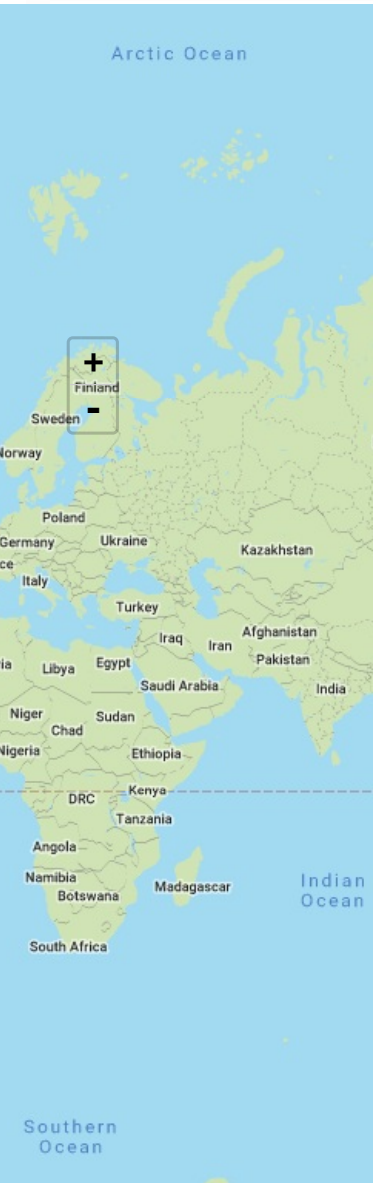 Arctic Ocean
+
Finland
-
Sweden
Norway
Poland
Germany
Ukraine
ce
Kazakhstan
Italy
Turkey
Iraq
Iran
Afghanistan
ia
Libya
Egypt
Pakistan
Saudi Arabia
India
Niger
Chad
Sudan
Nigeria
Ethiopia
DRC
Kenya
Tanzania
Angola
Namibia
Botswana
Madagascar
Indian
Ocean
South Africa
Southern
Ocean